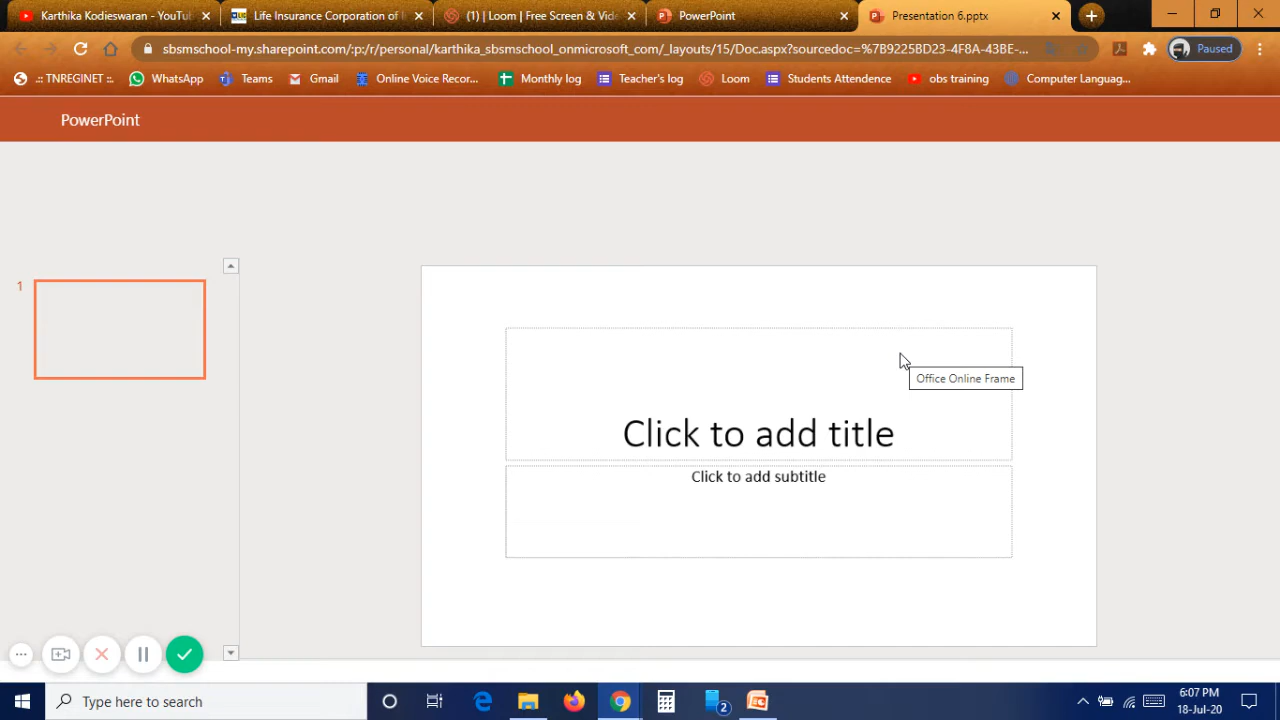 Karthika Kodieswaran - YouTu
Life Insurance Corporation of I
(1) | Loom | Free Screen & Vide
PowerPoint
Presentation 6.pptx
sbsmschool-my.sharepoint.com/:p:/r/personal/karthika_sbsmschool_onmicrosoft_com/_layouts/15/Doc.aspx?sourcedoc=%7B9225BD23-4F8A-43BE-...
Paused
.:: TNREGINET ::.
WhatsApp
Teams
Gmail
Online Voice Recor...
Monthly log
Teacher's log
Loom
Students Attendence
obs training
Computer Languag...
PowerPoint
1
Office Online Frame
Click to add title
Click to add subtitle
Type here to search
2
6:07 PM
18-Jul-20